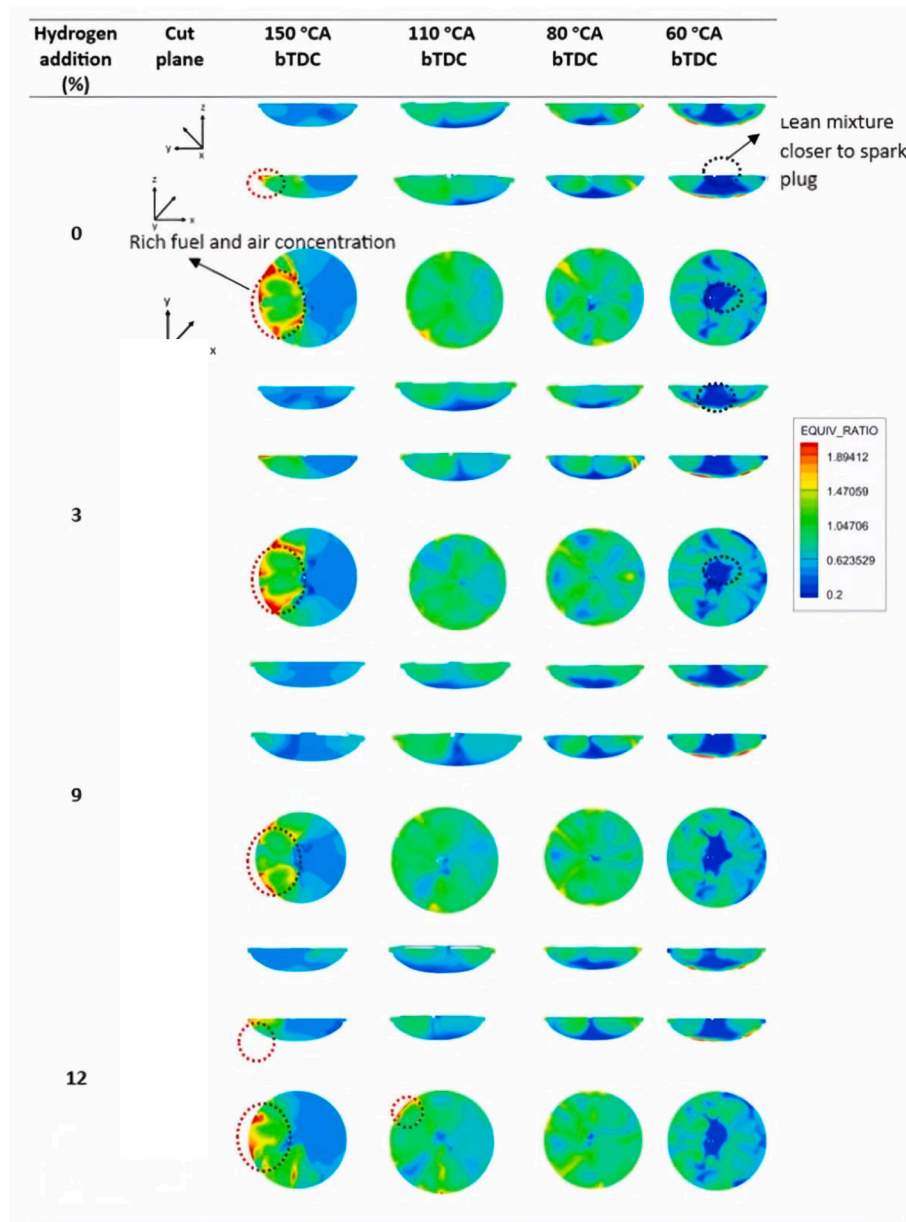 Hydrogen addition (%)
Cut plane
150 °CA bTDC
110 °CA bTDC
80 °CA bTDC
60 °CA bTDC
z
y
x
Lean mixture
closer to spark
plug
z
y
x
0
Rich fuel and air concentration
y
x
EQUIV_RATIO
1.89412
1.47059
1.04706
0.623529
0.2
3
9
12